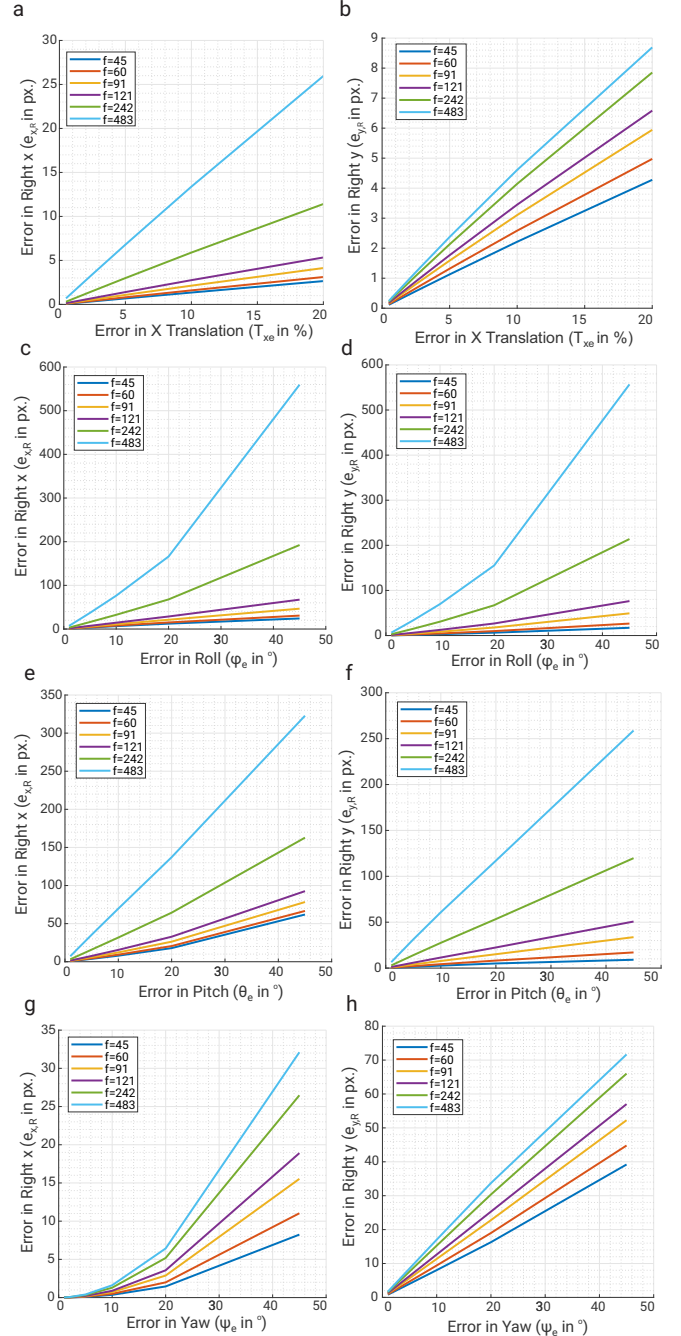 a
Error in Right x (e_x,R in px.)
30
25
20
15
10
5
0
f=45
f=60
f=91
f=121
f=242
f=483
5
10
15
20
Error in X Translation (T_xe in %)
b
Error in Right y (e_y,R in px.)
9
8
7
6
5
4
3
2
1
0
f=45
f=60
f=91
f=121
f=242
f=483
5
10
15
20
Error in X Translation (T_xe in %)
c
Error in Right x (e_x,R in px.)
600
500
400
300
200
100
0
f=45
f=60
f=91
f=121
f=242
f=483
10
20
30
40
50
Error in Roll (φ_e in °)
d
Error in Right y (e_y,R in px.)
600
500
400
300
200
100
0
f=45
f=60
f=91
f=121
f=242
f=483
0
10
20
30
40
50
Error in Roll (φ_e in °)
e
Error in Right x (e_x,R in px.)
350
300
250
200
150
100
50
0
f=45
f=60
f=91
f=121
f=242
f=483
10
20
30
40
50
Error in Pitch (θ_e in °)
f
Error in Right y (e_y,R in px.)
300
250
200
150
100
50
0
f=45
f=60
f=91
f=121
f=242
f=483
0
10
20
30
40
50
Error in Pitch (θ_e in °)
g
Error in Right x (e_x,R in px.)
35
30
25
20
15
10
5
0
f=45
f=60
f=91
f=121
f=242
f=483
10
20
30
40
50
Error in Yaw (ψ_e in °)
h
Error in Right y (e_y,R in px.)
80
70
60
50
40
30
20
10
0
f=45
f=60
f=91
f=121
f=242
f=483
10
20
30
40
50
Error in Yaw (ψ_e in °)